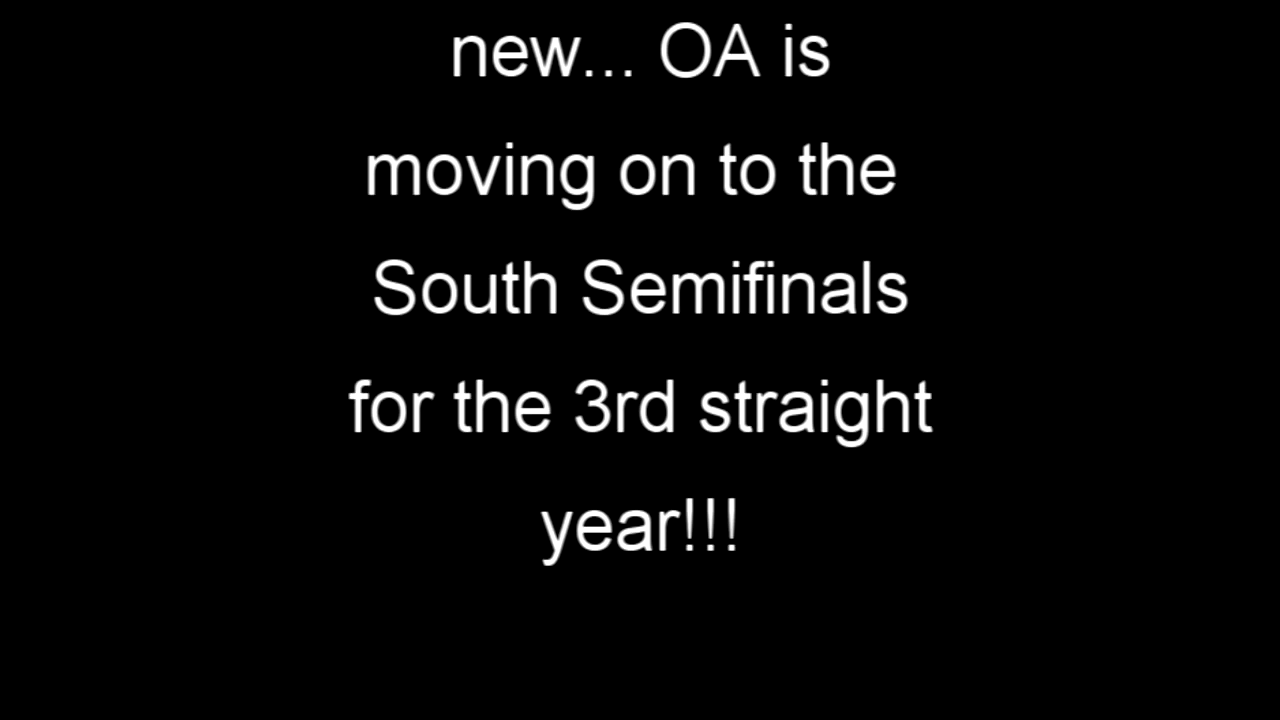 new... OA is
moving on to the
South Semifinals
for the 3rd straight
year!!!